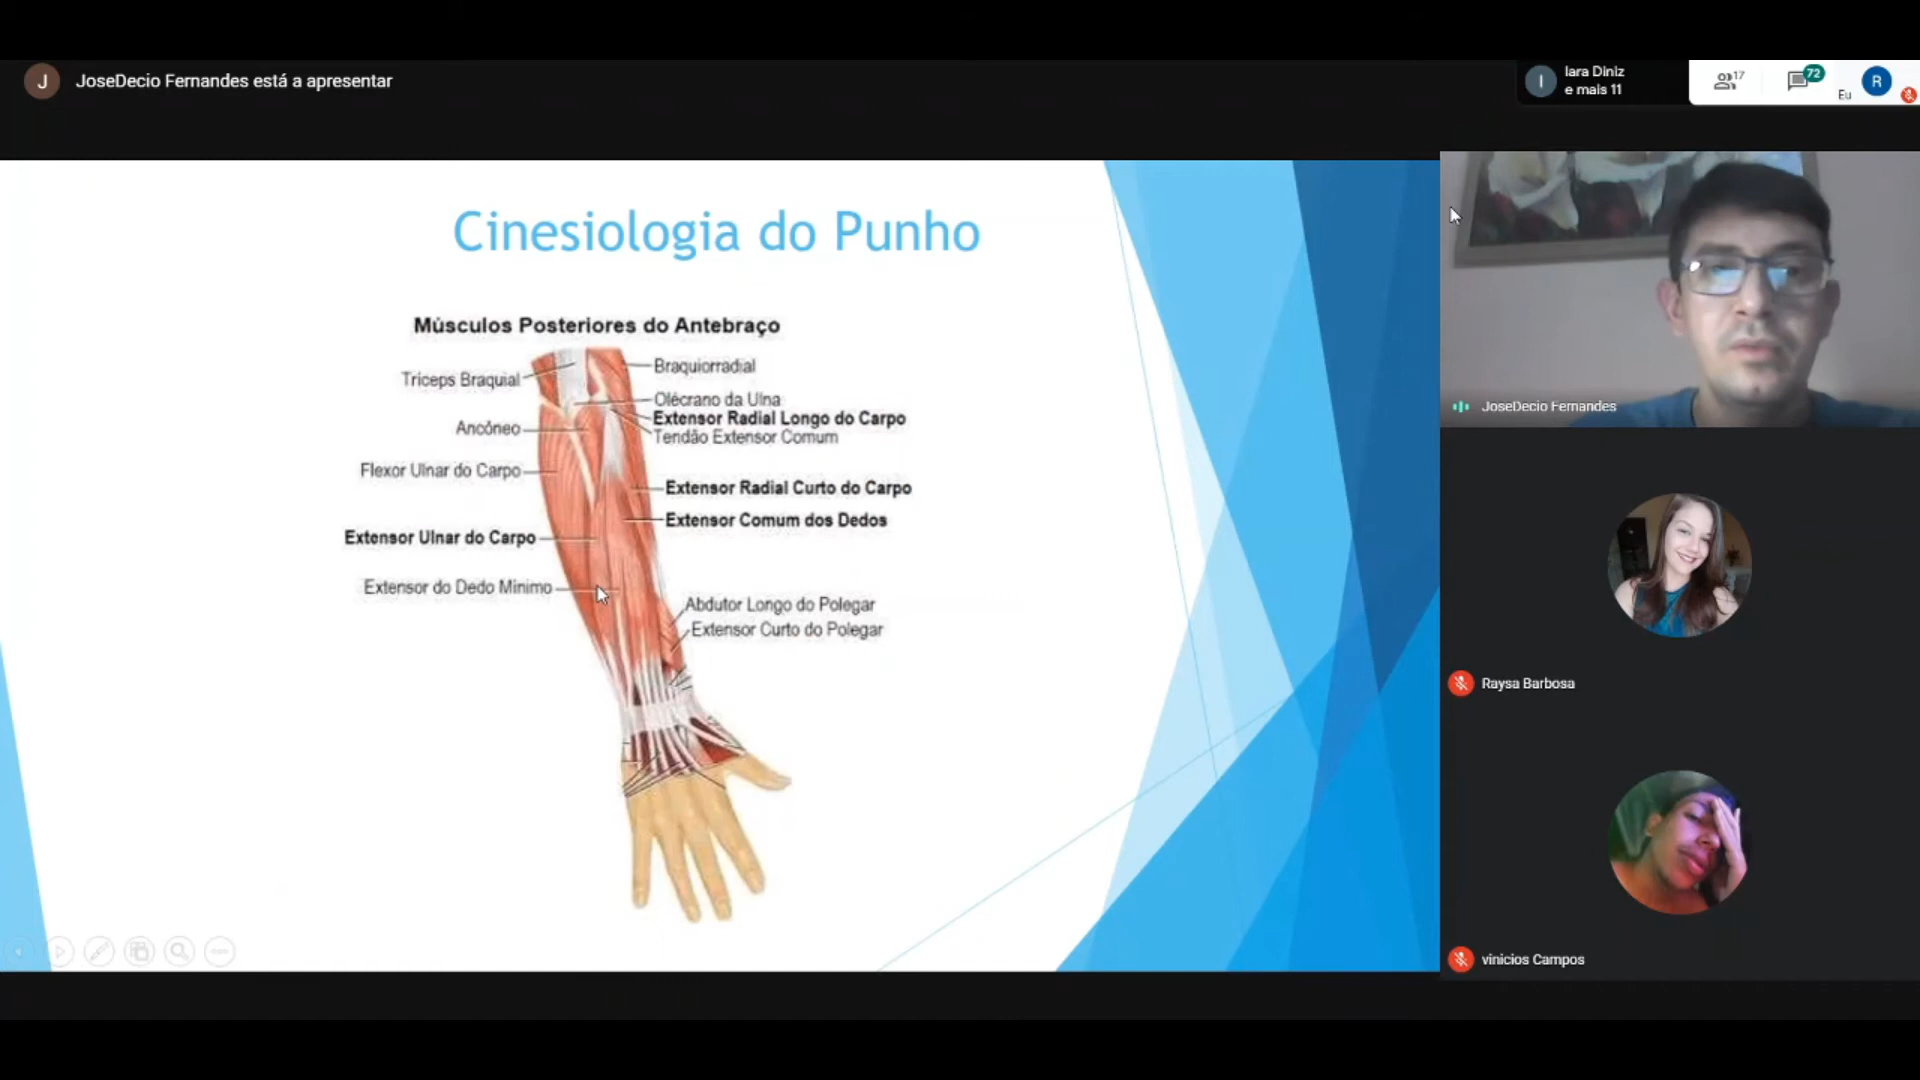 J
JoseDecio Fernandes está a apresentar
I
Iara Diniz
e mais 11
17
72
Eu
R
Cinesiologia do Punho
Músculos Posteriores do Antebraço
Tríceps Braquial
Braquiorradial
Olécrano da Ulna
Extensor Radial Longo do Carpo
Tendão Extensor Comum
Ancôneo
Flexor Ulnar do Carpo
Extensor Radial Curto do Carpo
Extensor Comum dos Dedos
Extensor Ulnar do Carpo
Extensor do Dedo Mínimo
Abdutor Longo do Polegar
Extensor Curto do Polegar
JoseDecio Fernandes
Raysa Barbosa
vinicios Campos